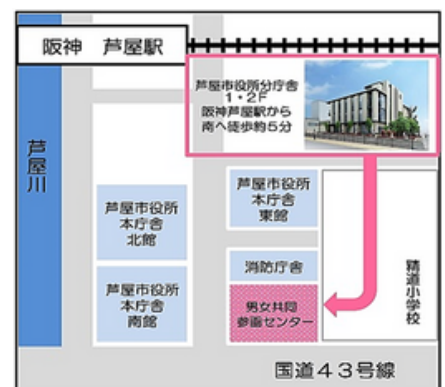 阪神　芦屋駅
芦屋市役所分庁舎
１・２Ｆ
阪神芦屋駅から
南へ徒歩約５分
芦屋川
芦屋市役所
本庁舎
北館
芦屋市役所
本庁舎
東館
消防庁舎
芦屋市役所
本庁舎
南館
男女共同
参画センター
精道小学校
国道４３号線